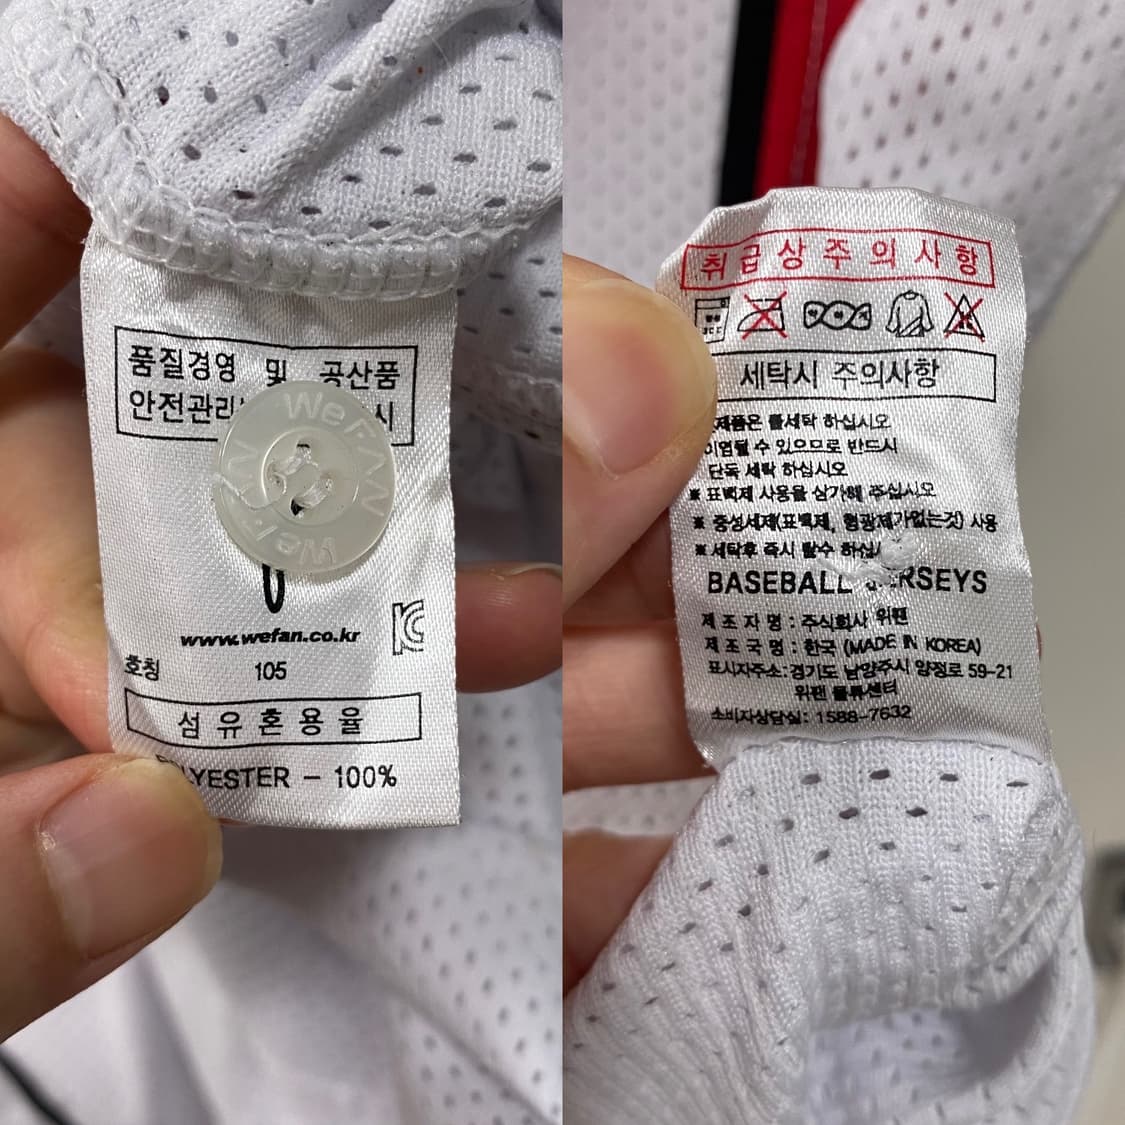 품질경영 및 공산품
안전관리 시
WeFAN WeFAN
www.wefan.co.kr
호칭 105
섬유혼용율
YESTER - 100%
취급상주의사항
세탁시 주의사항
제품은 물세탁 하십시오
이염될 수 있으므로 반드시
단독 세탁 하십시오
※ 표백제 사용을 삼가해 주십시오
※ 중성세제(표백제, 형광제가없는것) 사용
※ 세탁후 즉시 탈수 하십
BASEBALL JERSEYS
제 조 자 명 : 주식회사 위팬
제 조 국 명 : 한국 (MADE IN KOREA)
표시자주소: 경기도 남양주시 양정로 59-21
위팬 물류센터
소비자상담실: 1588-7632